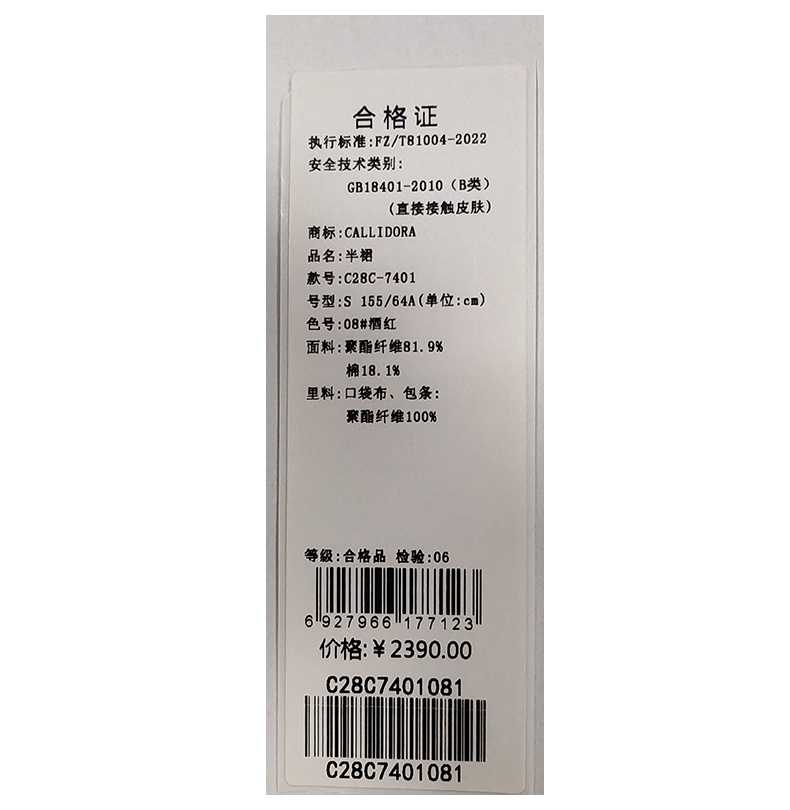 合格证
执行标准:FZ/T81004-2022
安全技术类别:
GB18401-2010（B类）
(直接接触皮肤)
商标:CALLIDORA
品名:半裙
款号:C28C-7401
号型:S 155/64A(单位:cm)
色号:08#酒红
面料:聚酯纤维81.9%
棉18.1%
里料:口袋布、包条:
聚酯纤维100%
等级:合格品 检验:06
6 927966 177123
价格:￥2390.00
C28C7401081
C28C7401081